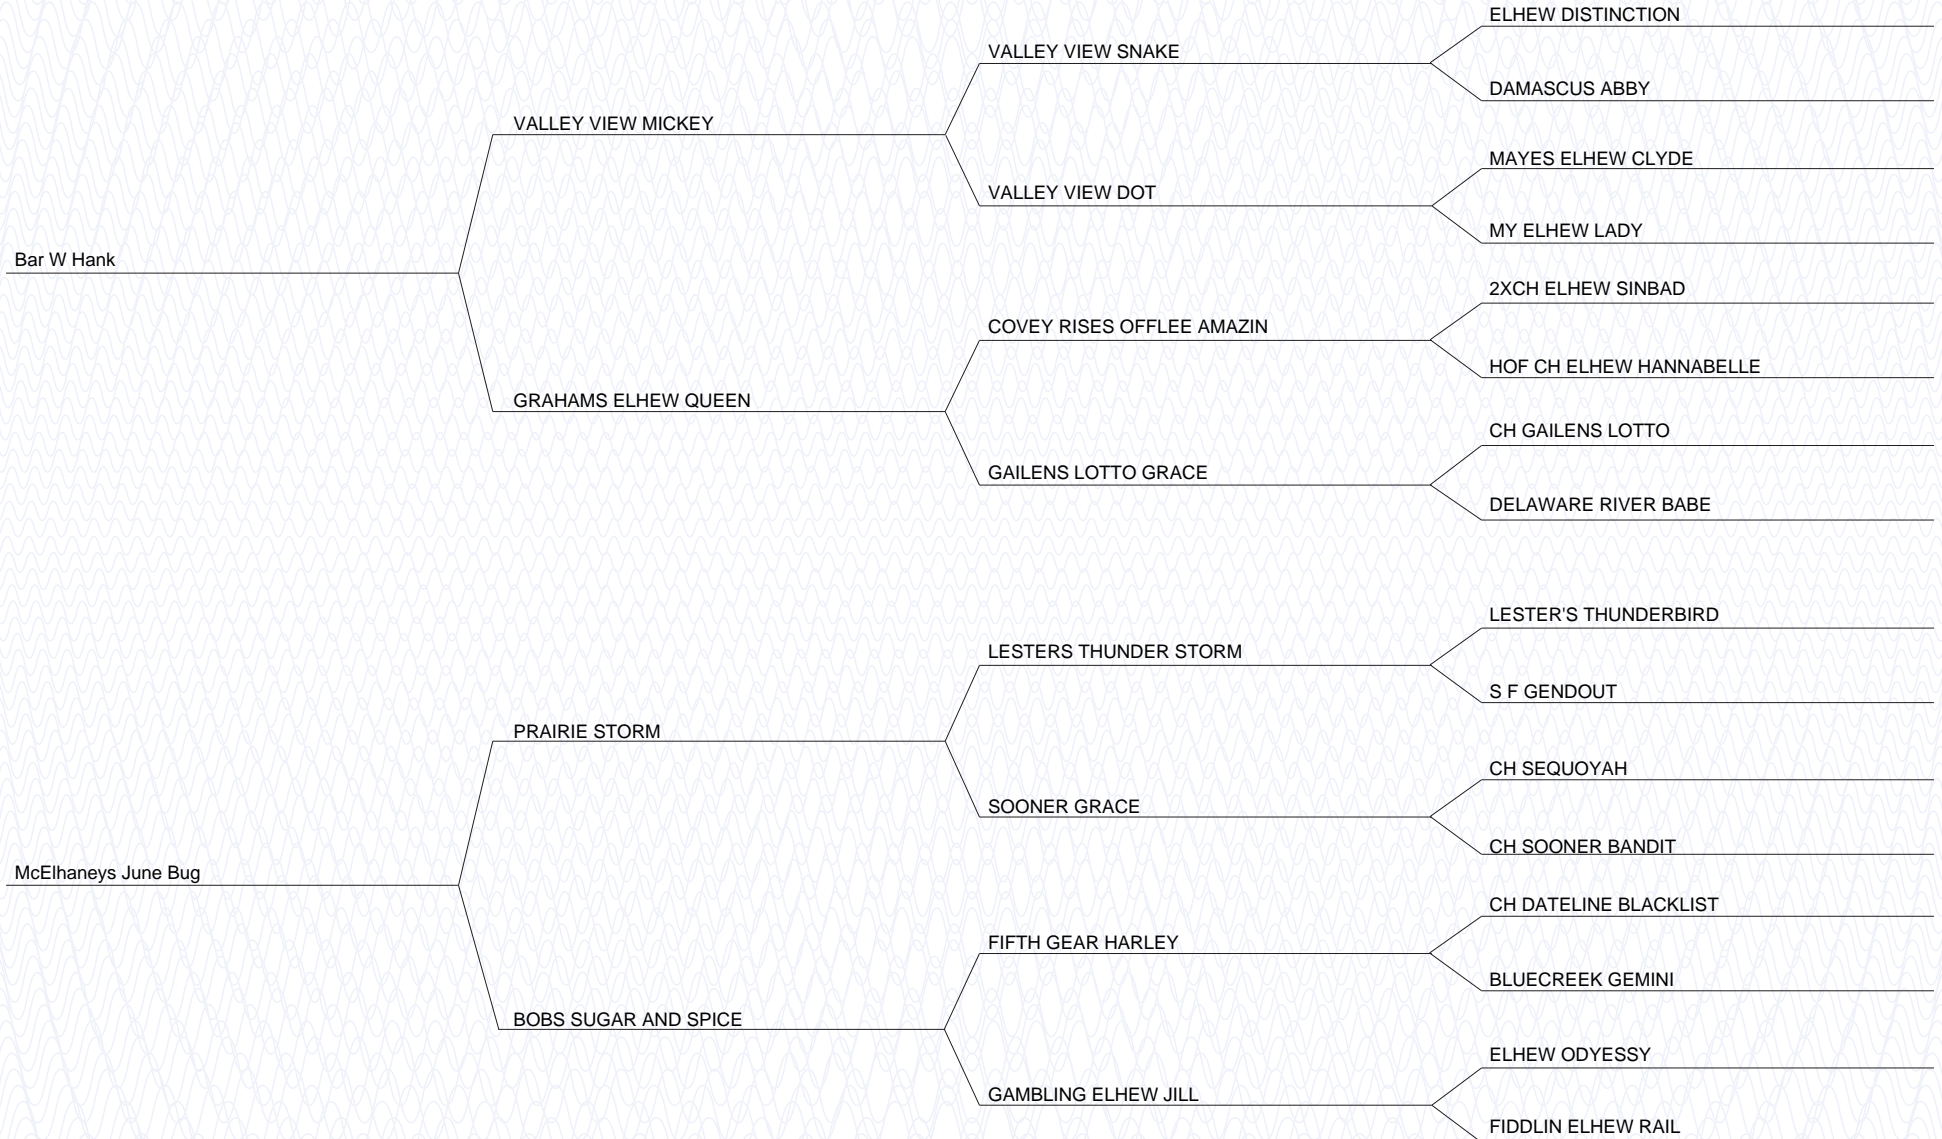 ELHEW DISTINCTION
VALLEY VIEW SNAKE
DAMASCUS ABBY
VALLEY VIEW MICKEY
MAYES ELHEW CLYDE
VALLEY VIEW DOT
MY ELHEW LADY
Bar W Hank
2XCH ELHEW SINBAD
COVEY RISES OFFLEE AMAZIN
HOF CH ELHEW HANNABELLE
GRAHAMS ELHEW QUEEN
CH GAILENS LOTTO
GAILENS LOTTO GRACE
DELAWARE RIVER BABE
LESTER'S THUNDERBIRD
LESTERS THUNDER STORM
S F GENDOUT
PRAIRIE STORM
CH SEQUOYAH
SOONER GRACE
CH SOONER BANDIT
McElhaneys June Bug
CH DATELINE BLACKLIST
FIFTH GEAR HARLEY
BLUECREEK GEMINI
BOBS SUGAR AND SPICE
ELHEW ODYESSY
GAMBLING ELHEW JILL
FIDDLIN ELHEW RAIL